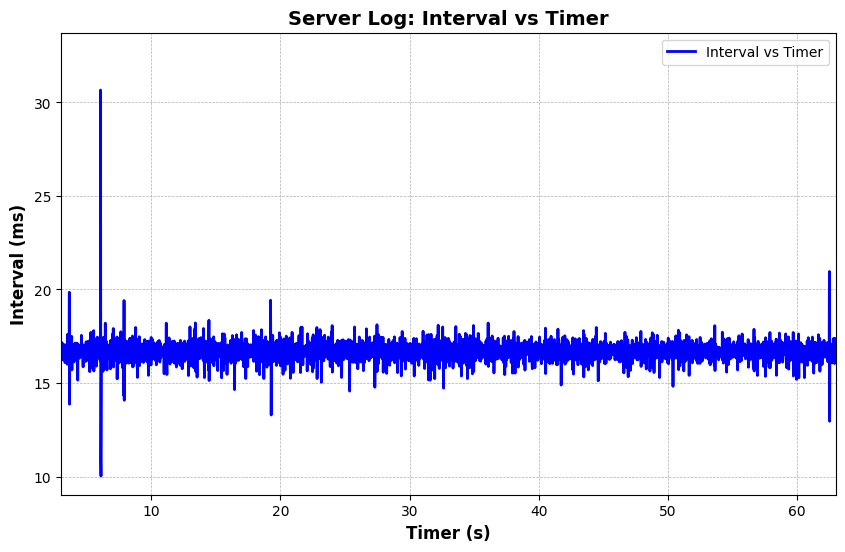 Server Log: Interval vs Timer
Interval vs Timer
30
25
20
15
10
Interval (ms)
10 20 30 40 50 60
Timer (s)